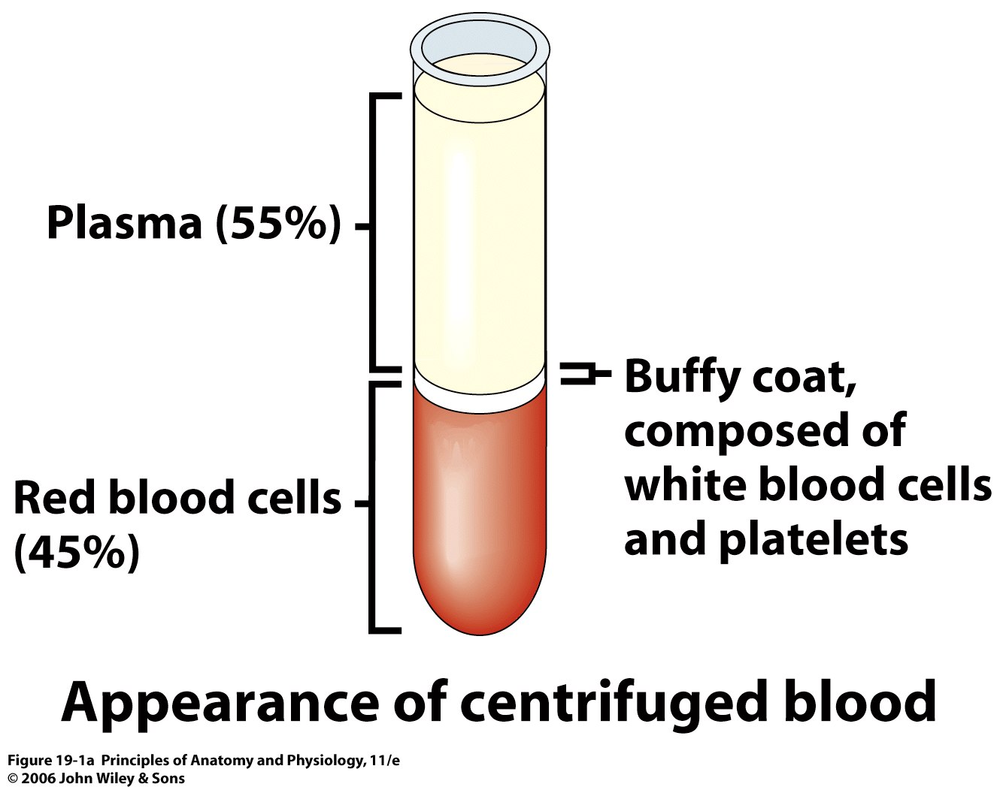 Plasma (55%)
Buffy coat,
composed of
white blood cells
and platelets
Red blood cells
(45%)
Appearance of centrifuged blood
Figure 19-1a Principles of Anatomy and Physiology, 11/e
© 2006 John Wiley & Sons